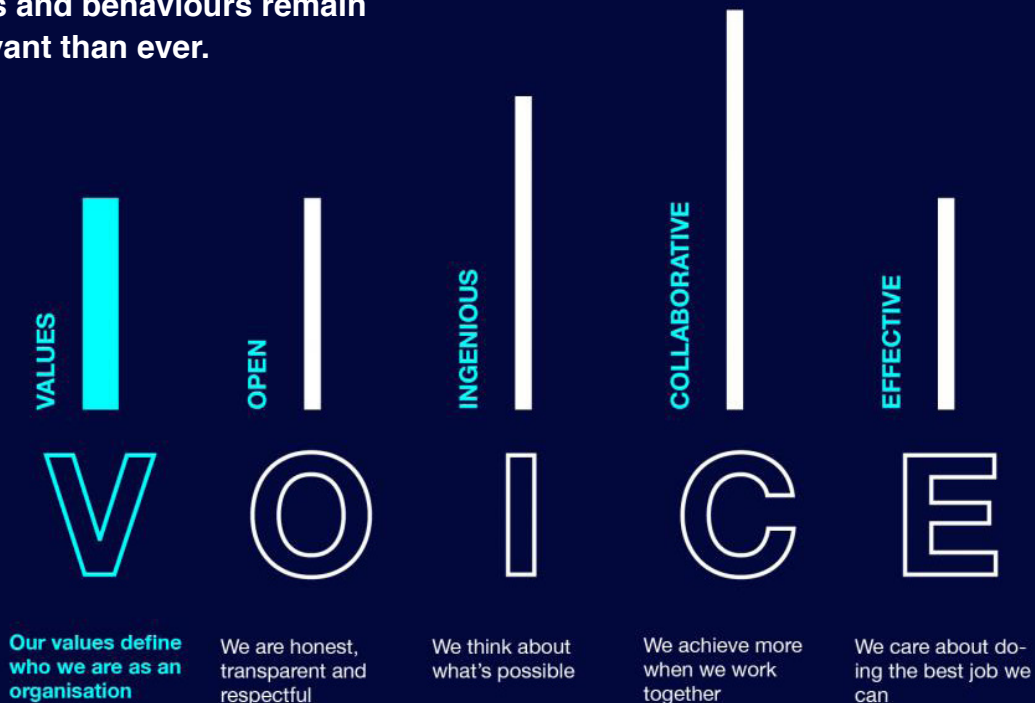 s and behaviours remain
vant than ever.
VALUES
OPEN
INGENIOUS
COLLABORATIVE
EFFECTIVE
V
O
I
C
E
Our values define
who we are as an
organisation
We are honest,
transparent and
respectful
We think about
what's possible
We achieve more
when we work
together
We care about do-
ing the best job we
can